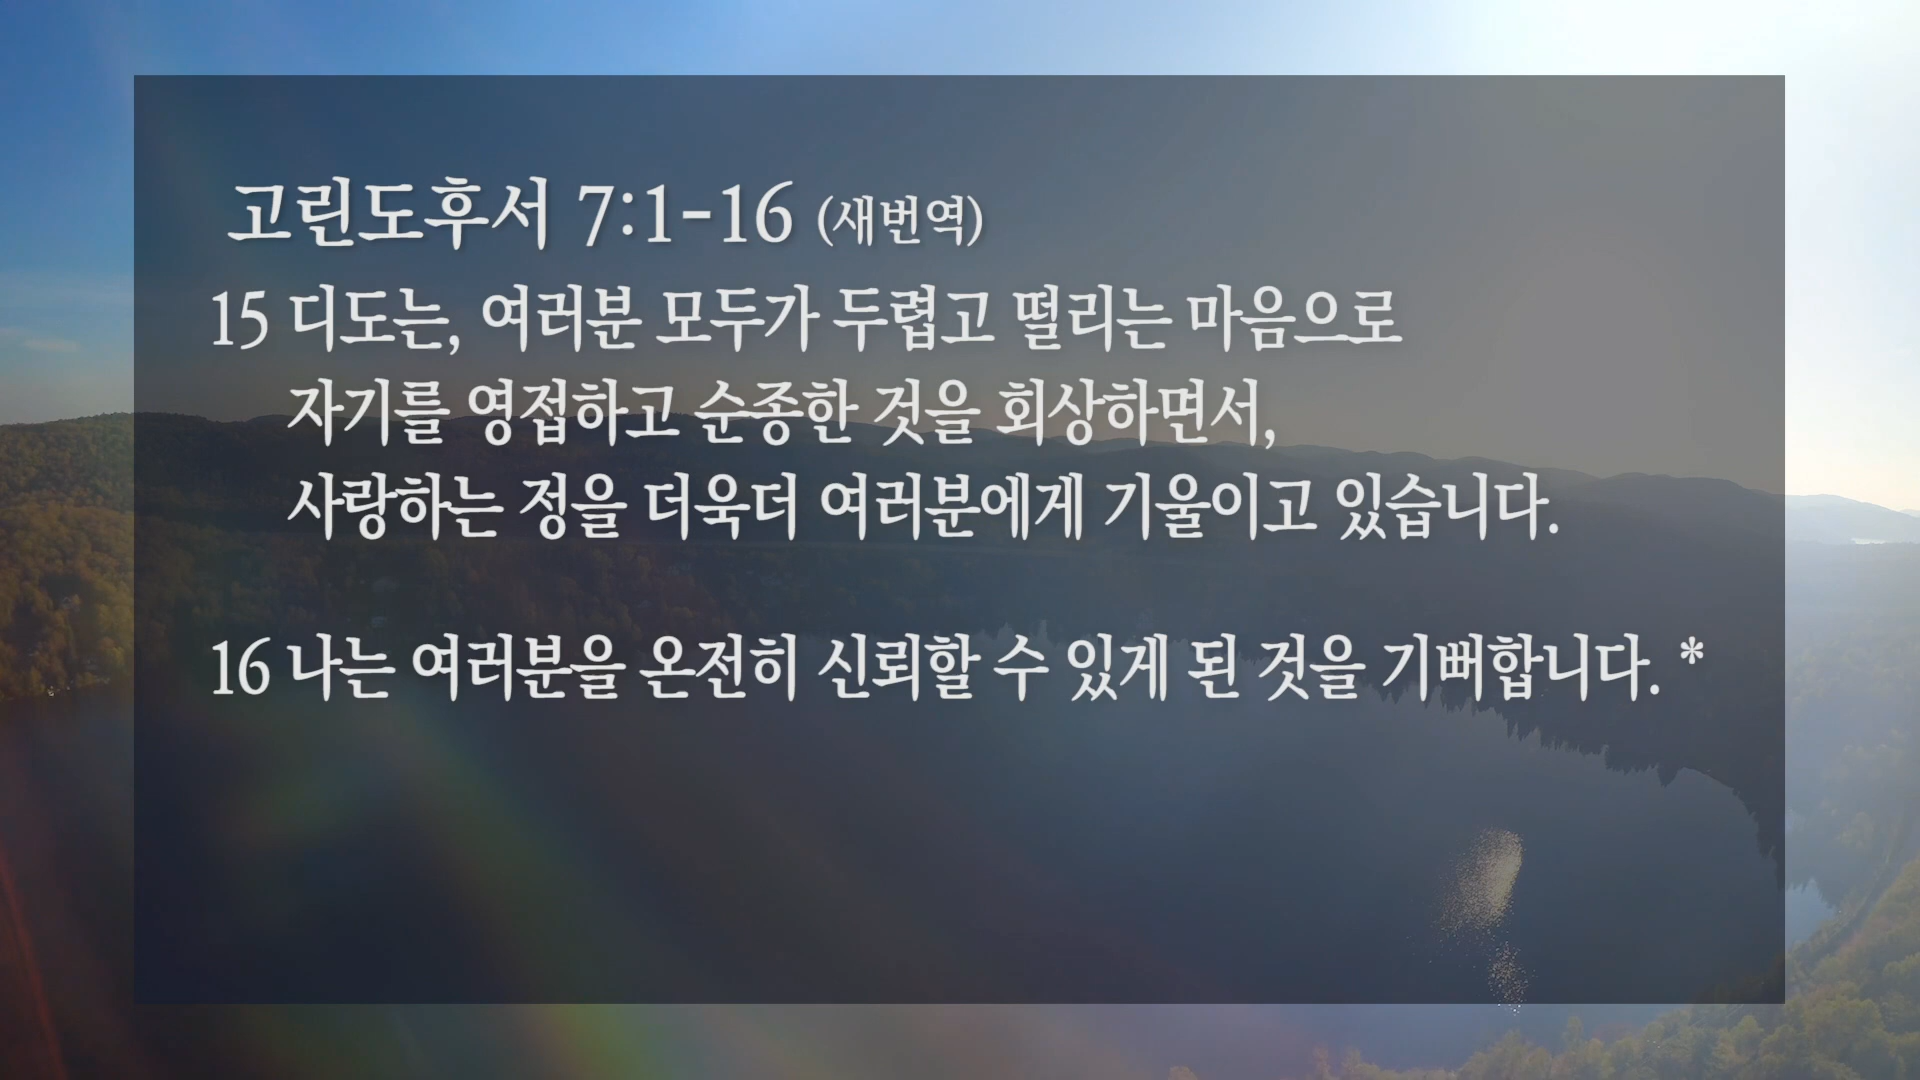 고린도후서 7:1-16 (새번역)
15 디도는, 여러분 모두가 두렵고 떨리는 마음으로
자기를 영접하고 순종한 것을 회상하면서,
사랑하는 정을 더욱더 여러분에게 기울이고 있습니다.
16 나는 여러분을 온전히 신뢰할 수 있게 된 것을 기뻐합니다. *